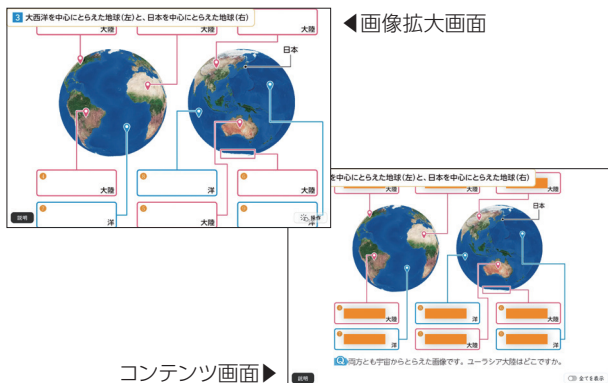 3 大西洋を中心にとらえた地球(左)と、日本を中心にとらえた地球(右)
大陸
大陸
大陸
日本
大陸
洋
大陸
洋
大陸
洋
説明
操作
◀画像拡大画面
を中心にとらえた地球(左)と、日本を中心にとらえた地球(右)
大陸
大陸
大陸
日本
大陸
洋
大陸
洋
大陸
洋
両方とも宇宙からとらえた画像です。ユーラシア大陸はどこですか。
説明
全てを表示
コンテンツ画面▶